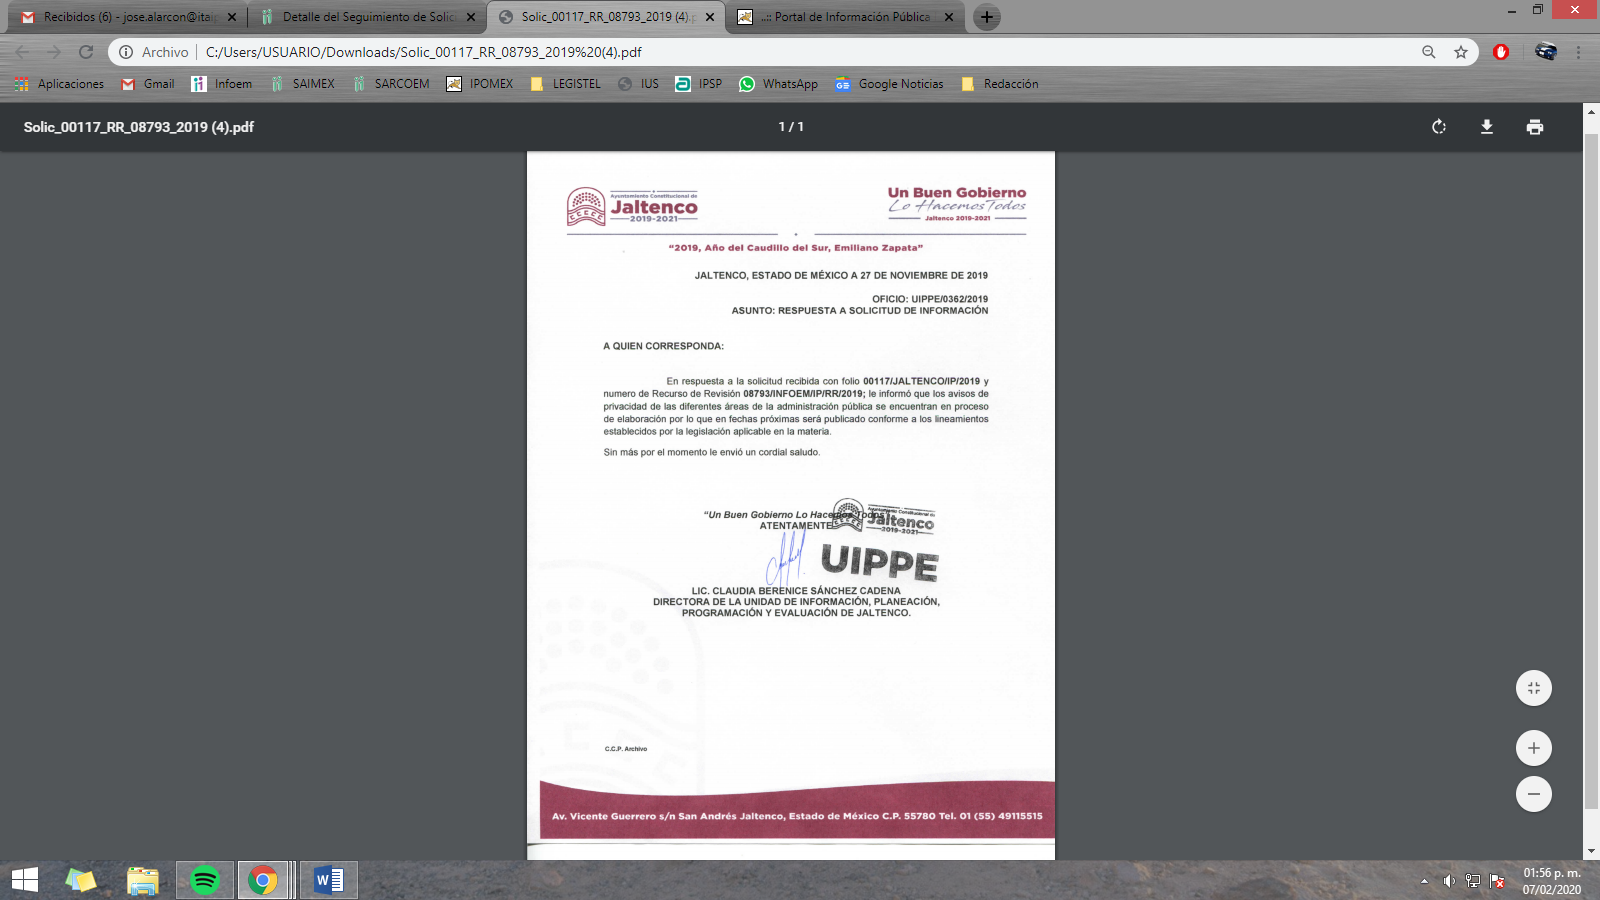 Recibidos (6) - jose.alarcon@itaip
Detalle del Seguimiento de Solic
Solic_00117_RR_08793_2019 (4).p
..:: Portal de Información Pública
Archivo
C:/Users/USUARIO/Downloads/Solic_00117_RR_08793_2019%20(4).pdf
Aplicaciones
Gmail
Infoem
SAIMEX
SARCOEM
IPOMEX
LEGISTEL
IUS
IPSP
WhatsApp
Google Noticias
Redacción
Solic_00117_RR_08793_2019 (4).pdf
1 / 1
Ayuntamiento Constitucional de
Jaltenco
2019-2021
Un Buen Gobierno
Lo Hacemos Todos
Jaltenco 2019-2021
"2019, Año del Caudillo del Sur, Emiliano Zapata"
JALTENCO, ESTADO DE MÉXICO A 27 DE NOVIEMBRE DE 2019
OFICIO: UIPPE/0362/2019
ASUNTO: RESPUESTA A SOLICITUD DE INFORMACIÓN
A QUIEN CORRESPONDA:
En respuesta a la solicitud recibida con folio 00117/JALTENCO/IP/2019 y
numero de Recurso de Revisión 08793/INFOEM/IP/RR/2019; le informó que los avisos de
privacidad de las diferentes áreas de la administración pública se encuentran en proceso
de elaboración por lo que en fechas próximas será publicado conforme a los lineamientos
establecidos por la legislación aplicable en la materia.
Sin más por el momento le envió un cordial saludo.
"Un Buen Gobierno Lo Hacemos Todos"
ATENTAMENTE
Ayuntamiento Constitucional de
Jaltenco
2019-2021
UIPPE
LIC. CLAUDIA BERENICE SÁNCHEZ CADENA
DIRECTORA DE LA UNIDAD DE INFORMACIÓN, PLANEACIÓN,
PROGRAMACIÓN Y EVALUACIÓN DE JALTENCO.
C.C.P. Archivo
Av. Vicente Guerrero s/n San Andrés Jaltenco, Estado de México C.P. 55780 Tel. 01 (55) 49115515
01:56 p. m.
07/02/2020